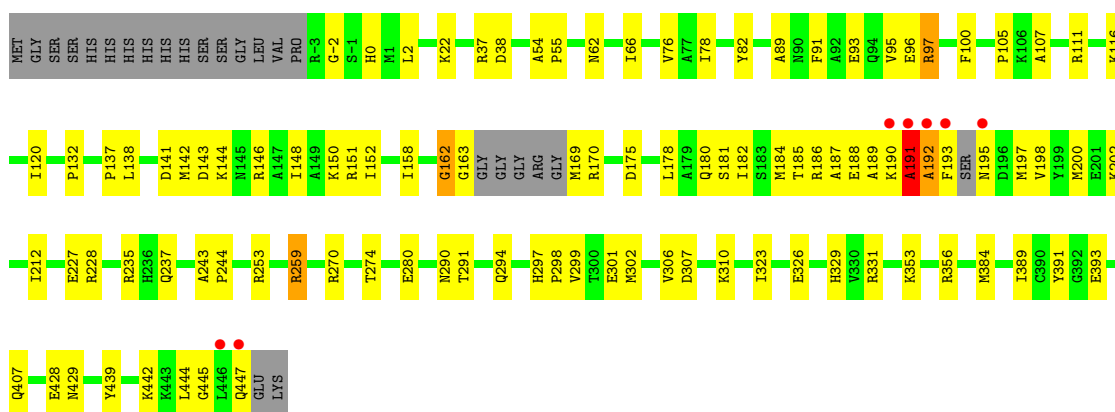 MET GLY SER SER HIS HIS HIS HIS HIS HIS SER SER GLY LEU VAL PRO R-3 G-2 S-1 H0 M1 L2 K22 R37 D38 A54 P55 N62 I66 V76 A77 I78 Y82 A89 N90 F91 A92 E93 Q94 V95 E96 R97 F100 P105 K106 A107 R111 K116
I120 P132 P137 L138 D141 M142 D143 K144 N145 R146 A147 I148 A149 K150 R151 I152 I158 G162 G163 GLY GLY GLY ARG GLY M169 R170 D175 L178 A179 Q180 S181 I182 S183 M184 T185 R186 A187 E188 A189 K190 A191 A192 F193 SER N195 D196 M197 V198 Y199 M200 E201 K202
I212 E227 R228 R235 H236 Q237 A243 P244 R253 R259 R270 T274 E280 N290 T291 Q294 H297 P298 V299 T300 E301 M302 V306 D307 K310 I323 E326 H329 V330 R331 K353 R356 M384 I389 C390 Y391 G392 E393
Q407 E428 N429 Y439 K442 K443 L444 G445 L446 Q447 GLU LYS